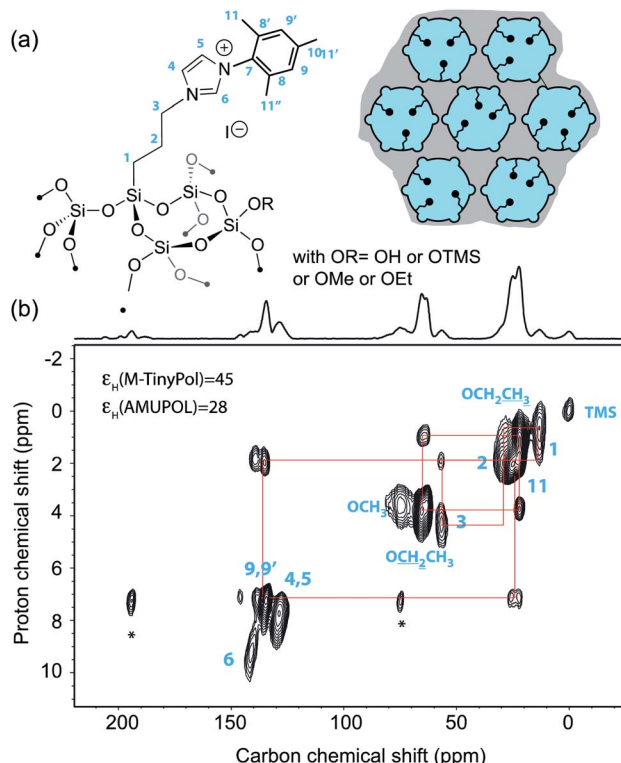 (a)
11
8'
9'
5
⊕
10
11'
4
N
7
8
9
N
6
11''
3
2
I⊖
1
O
Si
O
Si
O
OR
O
Si
O
Si
O
O
O
O
O
Si
O
O
O
with OR= OH or OTMS
or OMe or OEt
(b)
εH(M-TinyPol)=45
εH(AMUPOL)=28
OCH2CH3
TMS
2
1
11
OCH3
3
OCH2CH3
9,9′
4,5
*
*
6
-2
0
2
4
6
8
10
Proton chemical shift (ppm)
200
150
100
50
0
Carbon chemical shift (ppm)